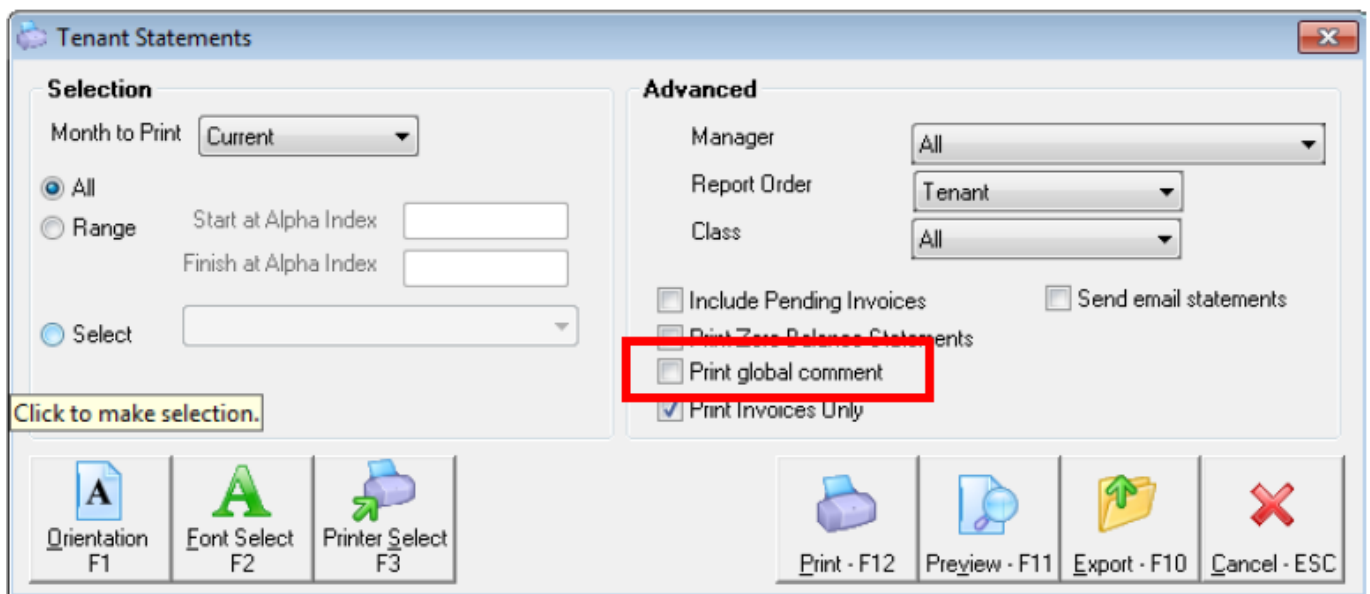 Tenant Statements
Selection
Month to Print Current
All
Range
Start at Alpha Index
Finish at Alpha Index
Select
Click to make selection.
Advanced
Manager All
Report Order Tenant
Class All
Include Pending Invoices
Send email statements
Print Zero Balance Statements
Print global comment
Print Invoices Only
A
Orientation
F1
A
Font Select
F2
Printer Select
F3
Print - F12
Preview - F11
Export - F10
Cancel - ESC